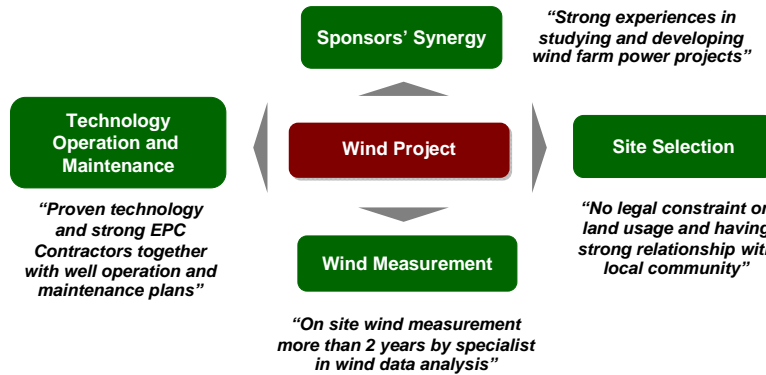 Sponsors' Synergy
"Strong experiences in
studying and developing
wind farm power projects"
Technology
Operation and
Maintenance
Wind Project
Site Selection
"Proven technology
and strong EPC
Contractors together
with well operation and
maintenance plans"
Wind Measurement
"No legal constraint on
land usage and having
strong relationship with
local community"
"On site wind measurement
more than 2 years by specialist
in wind data analysis"